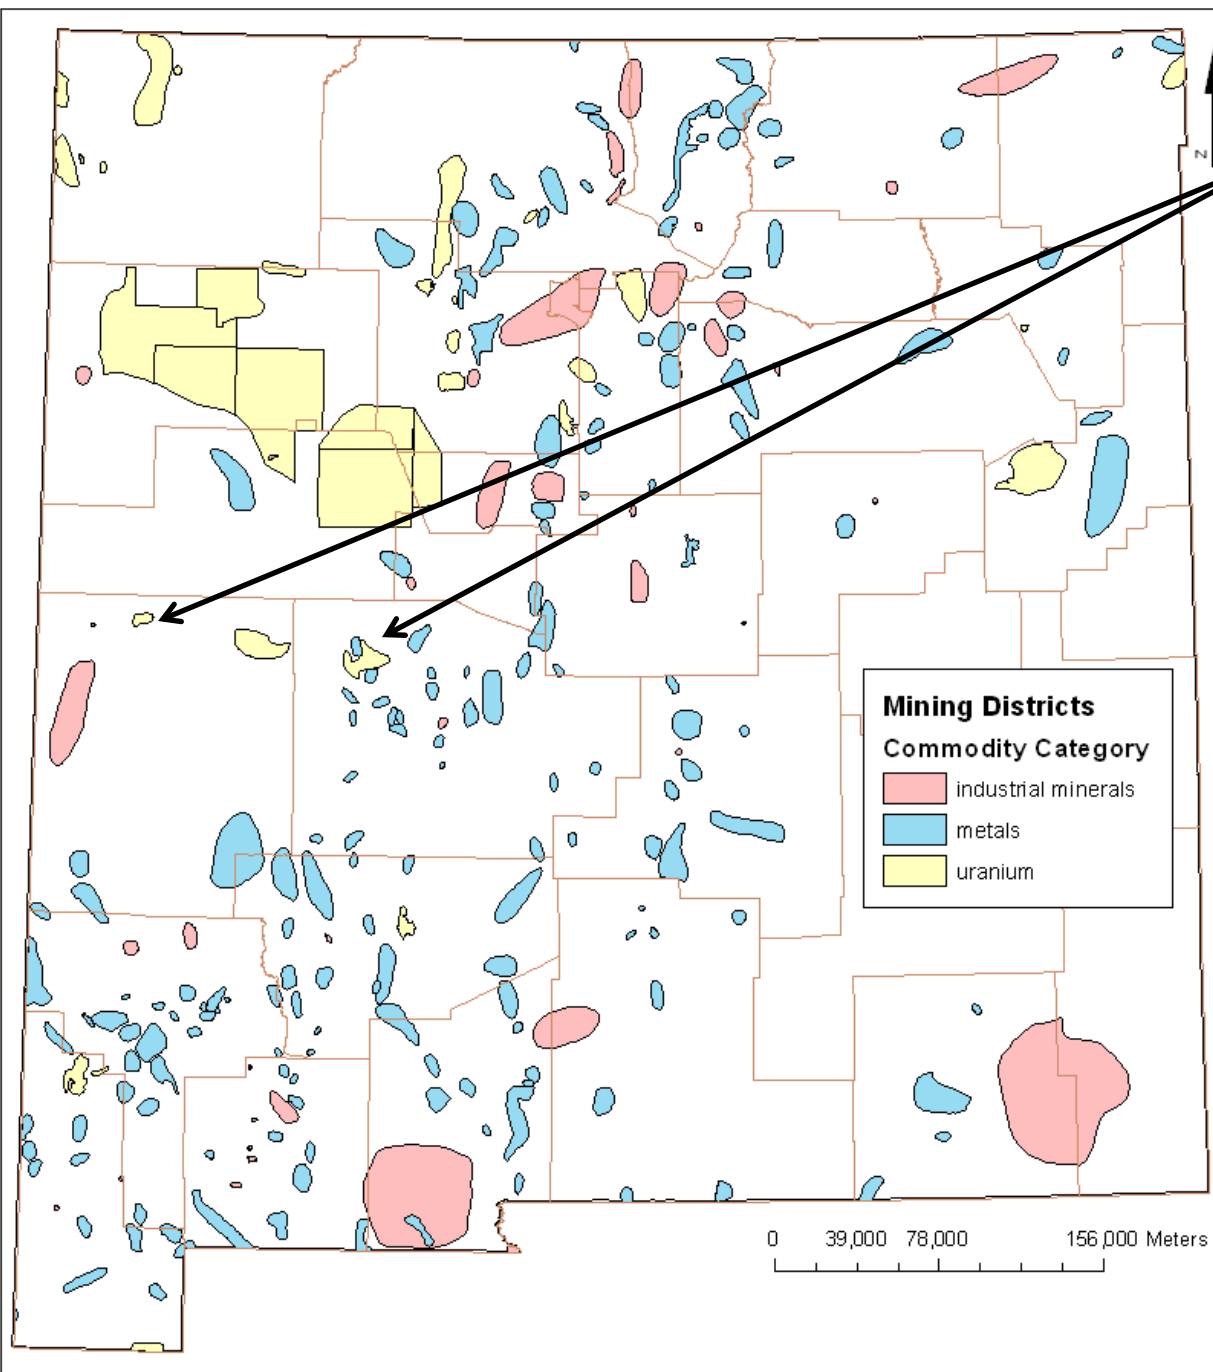 N
Mining Districts
Commodity Category
industrial minerals
metals
uranium
0 39,000 78,000 156,000 Meters